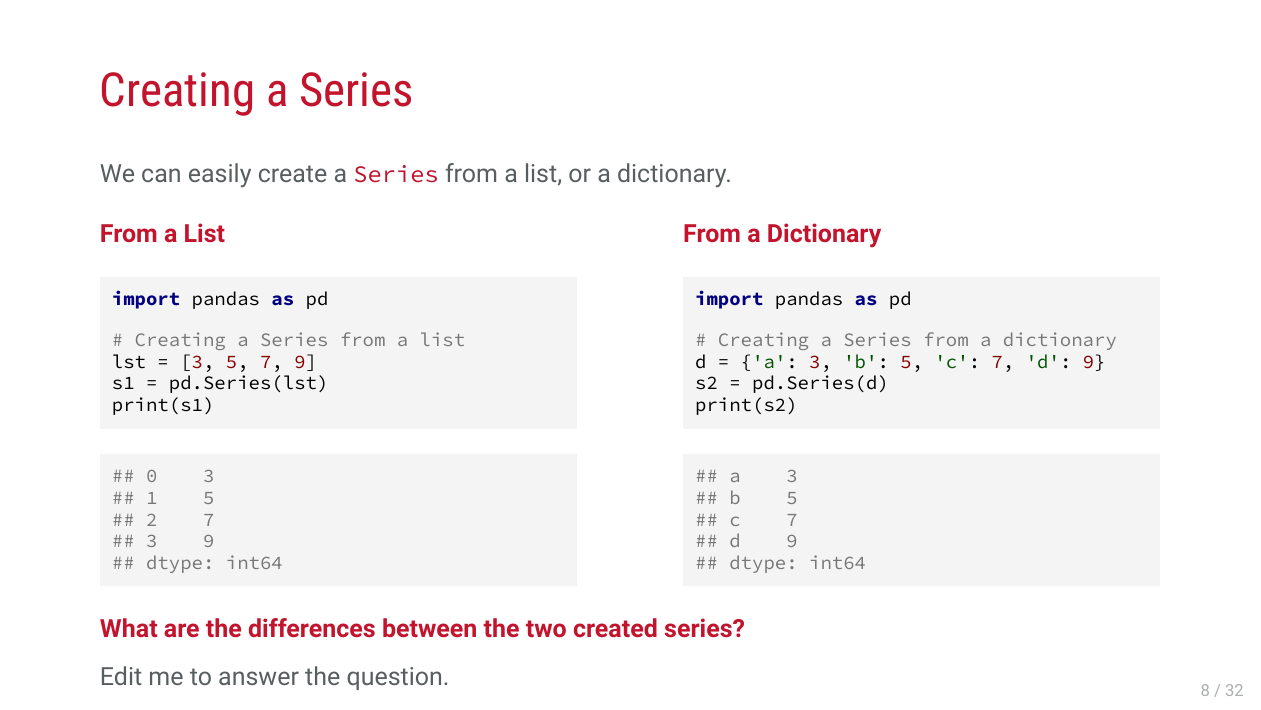 Creating a Series
We can easily create a Series from a list, or a dictionary.
From a List
import pandas as pd
# Creating a Series from a list
lst = [3, 5, 7, 9]
s1 = pd.Series(lst)
print(s1)
## 0    3
## 1    5
## 2    7
## 3    9
## dtype: int64
From a Dictionary
import pandas as pd
# Creating a Series from a dictionary
d = {'a': 3, 'b': 5, 'c': 7, 'd': 9}
s2 = pd.Series(d)
print(s2)
## a    3
## b    5
## c    7
## d    9
## dtype: int64
What are the differences between the two created series?
Edit me to answer the question.
8 / 32